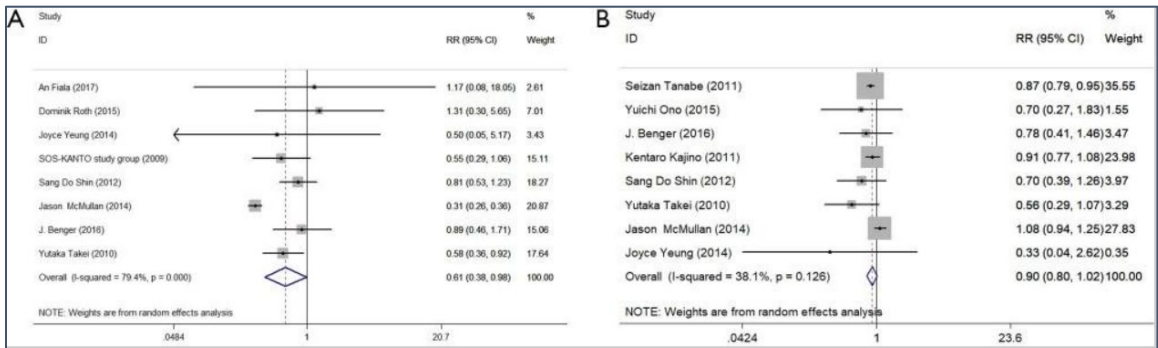 A
Study %
ID RR (95% CI) Weight
An Fiala (2017) 1.17 (0.08, 18.05) 2.61
Dominik Roth (2015) 1.31 (0.30, 5.65) 7.01
Joyce Yeung (2014) 0.50 (0.05, 5.17) 3.43
SOS-KANTO study group (2009) 0.55 (0.29, 1.06) 15.11
Sang Do Shin (2012) 0.81 (0.53, 1.23) 18.27
Jason McMullan (2014) 0.31 (0.26, 0.36) 20.87
J. Benger (2016) 0.89 (0.46, 1.71) 15.06
Yutaka Takei (2010) 0.58 (0.36, 0.92) 17.64
Overall (I-squared = 79.4%, p = 0.000) 0.61 (0.38, 0.98) 100.00
NOTE: Weights are from random effects analysis
.0484 1 20.7
B
Study %
ID RR (95% CI) Weight
Seizan Tanabe (2011) 0.87 (0.79, 0.95) 35.55
Yuichi Ono (2015) 0.70 (0.27, 1.83) 1.55
J. Benger (2016) 0.78 (0.41, 1.46) 3.47
Kentaro Kajino (2011) 0.91 (0.77, 1.08) 23.98
Sang Do Shin (2012) 0.70 (0.39, 1.26) 3.97
Yutaka Takei (2010) 0.56 (0.29, 1.07) 3.29
Jason McMullan (2014) 1.08 (0.94, 1.25) 27.83
Joyce Yeung (2014) 0.33 (0.04, 2.62) 0.35
Overall (I-squared = 38.1%, p = 0.126) 0.90 (0.80, 1.02) 100.00
NOTE: Weights are from random effects analysis
.0424 1 23.6